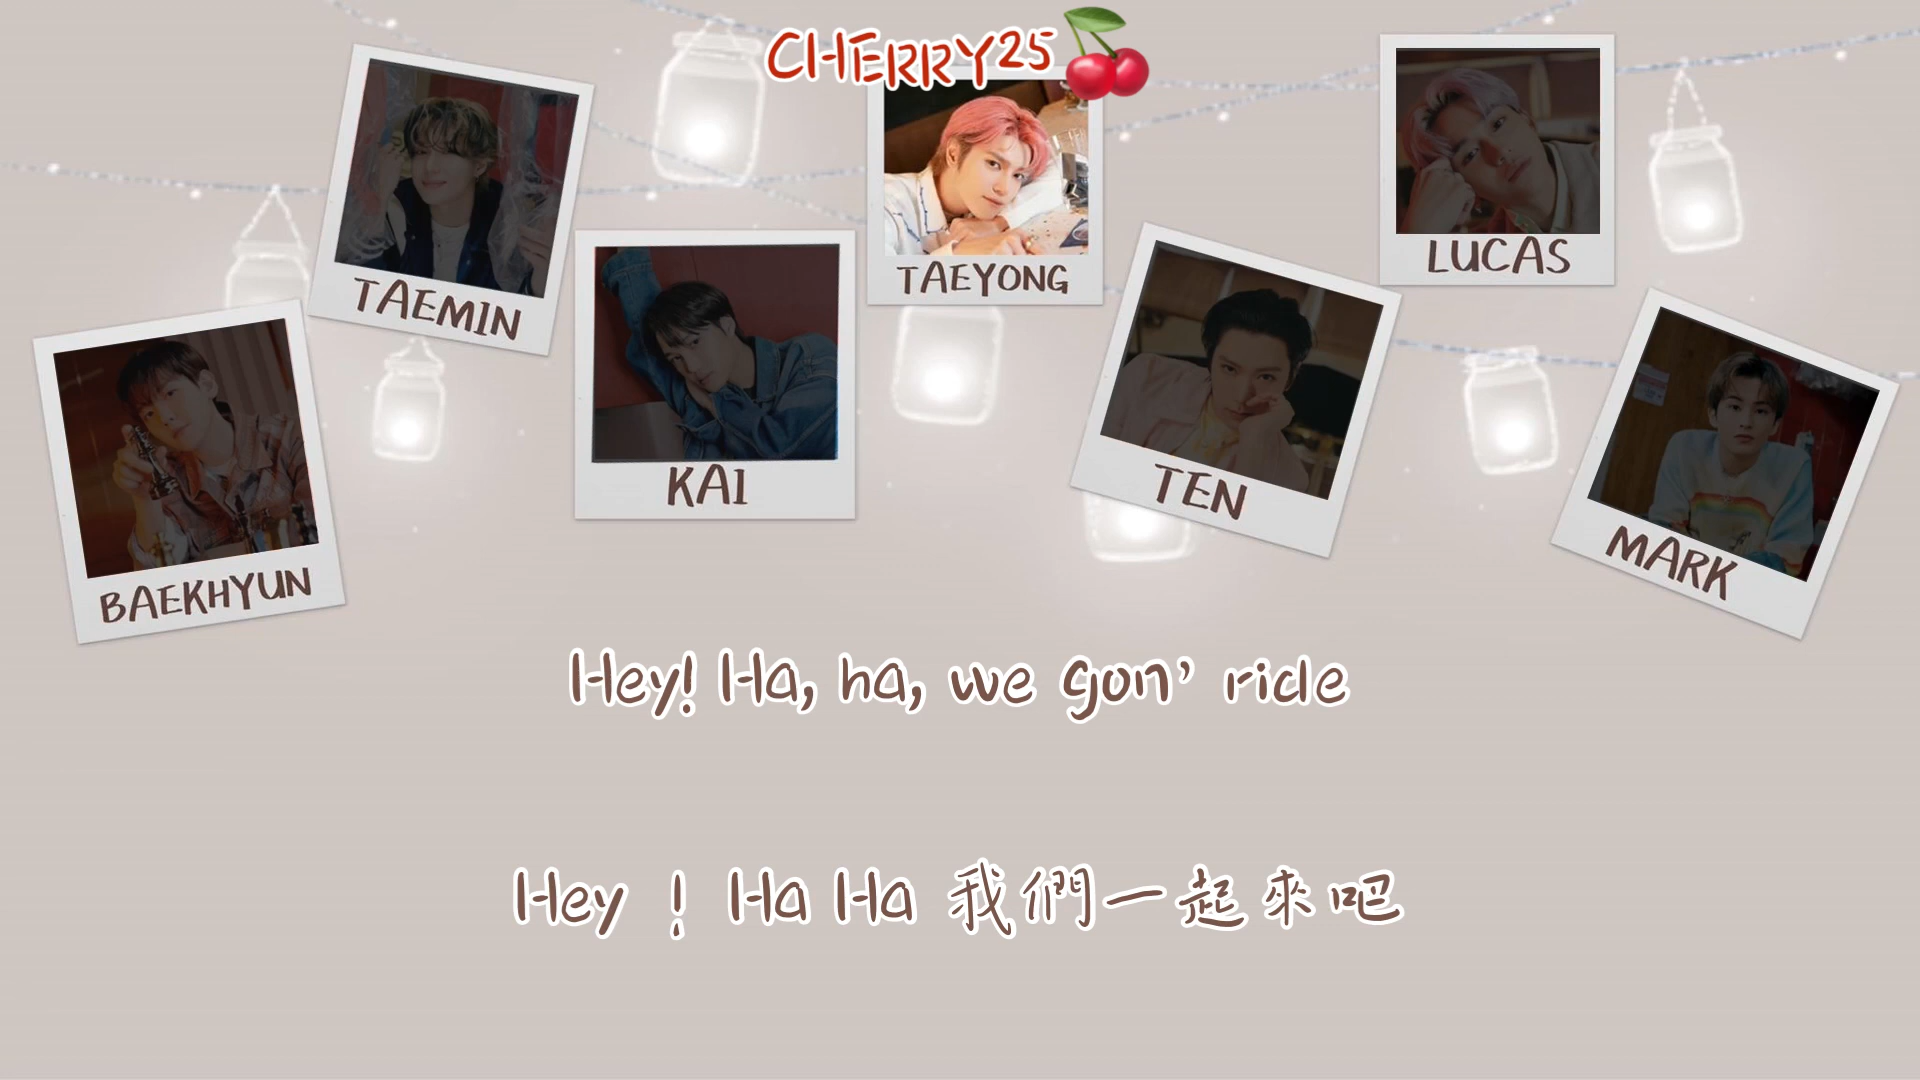 CHERRY25
TAEMIN
TAEYONG
LUCAS
BAEKHYUN
KAI
TEN
MARK
Hey! Ha, ha, we gon' ride
Hey ！ Ha Ha 我們一起來吧